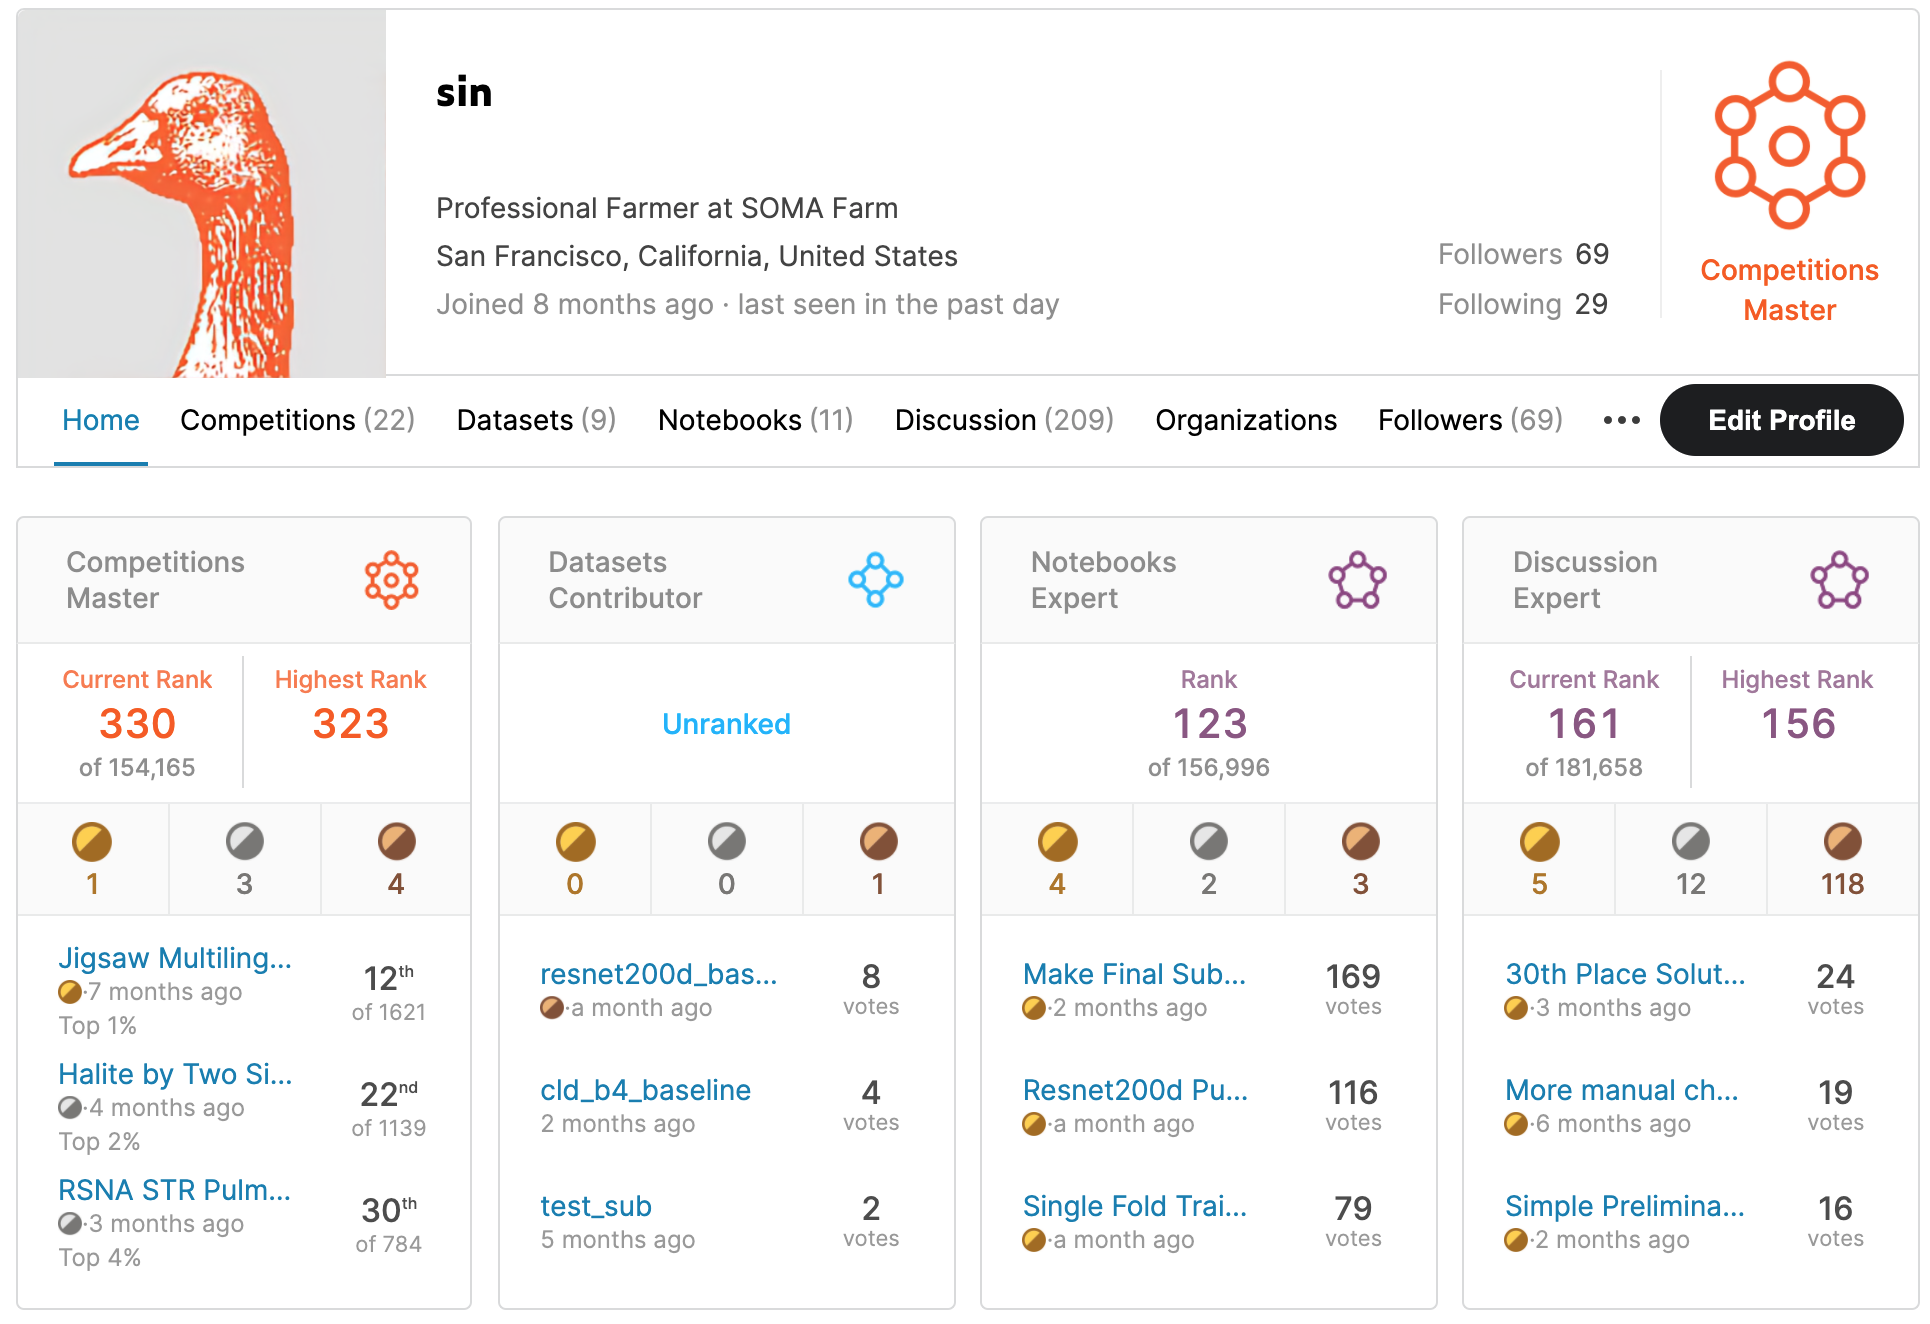 sin
Professional Farmer at SOMA Farm
San Francisco, California, United States
Joined 8 months ago · last seen in the past day
Followers 69
Following 29
Competitions
Master
Home
Competitions (22)
Datasets (9)
Notebooks (11)
Discussion (209)
Organizations
Followers (69)
•••
Edit Profile
Competitions
Master
Current Rank
330
of 154,165
Highest Rank
323
1
3
4
Jigsaw Multiling...
·7 months ago
Top 1%
12th
of 1621
Halite by Two Si...
·4 months ago
Top 2%
22nd
of 1139
RSNA STR Pulm...
·3 months ago
Top 4%
30th
of 784
Datasets
Contributor
Unranked
0
0
1
resnet200d_bas...
·a month ago
8
votes
cld_b4_baseline
2 months ago
4
votes
test_sub
5 months ago
2
votes
Notebooks
Expert
Rank
123
of 156,996
4
2
3
Make Final Sub...
·2 months ago
169
votes
Resnet200d Pu...
·a month ago
116
votes
Single Fold Trai...
·a month ago
79
votes
Discussion
Expert
Current Rank
161
of 181,658
Highest Rank
156
5
12
118
30th Place Solut...
·3 months ago
24
votes
More manual ch...
·6 months ago
19
votes
Simple Prelimina...
·2 months ago
16
votes